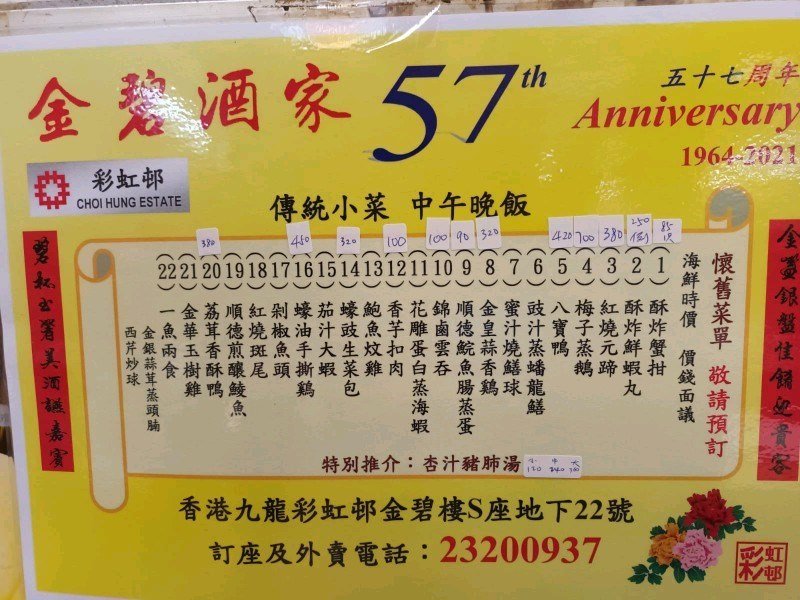 金碧酒家
57th
五十七周年
Anniversary
1964-2021
彩虹邨
CHOI HUNG ESTATE
傳統小菜 中午晚飯
金盞銀盤佳餚迎貴客
懷舊菜單 敬請預訂
海鮮時價 價錢面議
85
(1)酥炸蟹拑
250
(2)酥炸鮮蝦丸
380
(3)紅燒元蹄
700
(4)梅子蒸鵝
420
(5)八寶鴨
(6)豉汁蒸蟠龍鱔
(7)蜜汁燒鱔球
320
(8)金皇蒜香鷄
90
(9)順德鯇魚腸蒸蛋
100
(10)錦鹵雲吞
(11)花雕蛋白蒸海蝦
100
(12)香芋扣肉
(13)鮑魚炆雞
320
(14)蠔豉生菜包
(15)茄汁大蝦
450
(16)蠔油手撕鷄
(17)剁椒魚頭
(18)紅燒斑尾
(19)順德煎釀鯪魚
380
(20)荔茸香酥鴨
(21)金華玉樹雞
(22)一魚兩食
金銀蒜茸蒸頭腩
西芹炒球
特別推介：杏汁豬肺湯
小 中 大
120
碧杯玉署美酒讌嘉賓
香港九龍彩虹邨金碧樓S座地下22號
訂座及外賣電話：23200937
彩虹邨